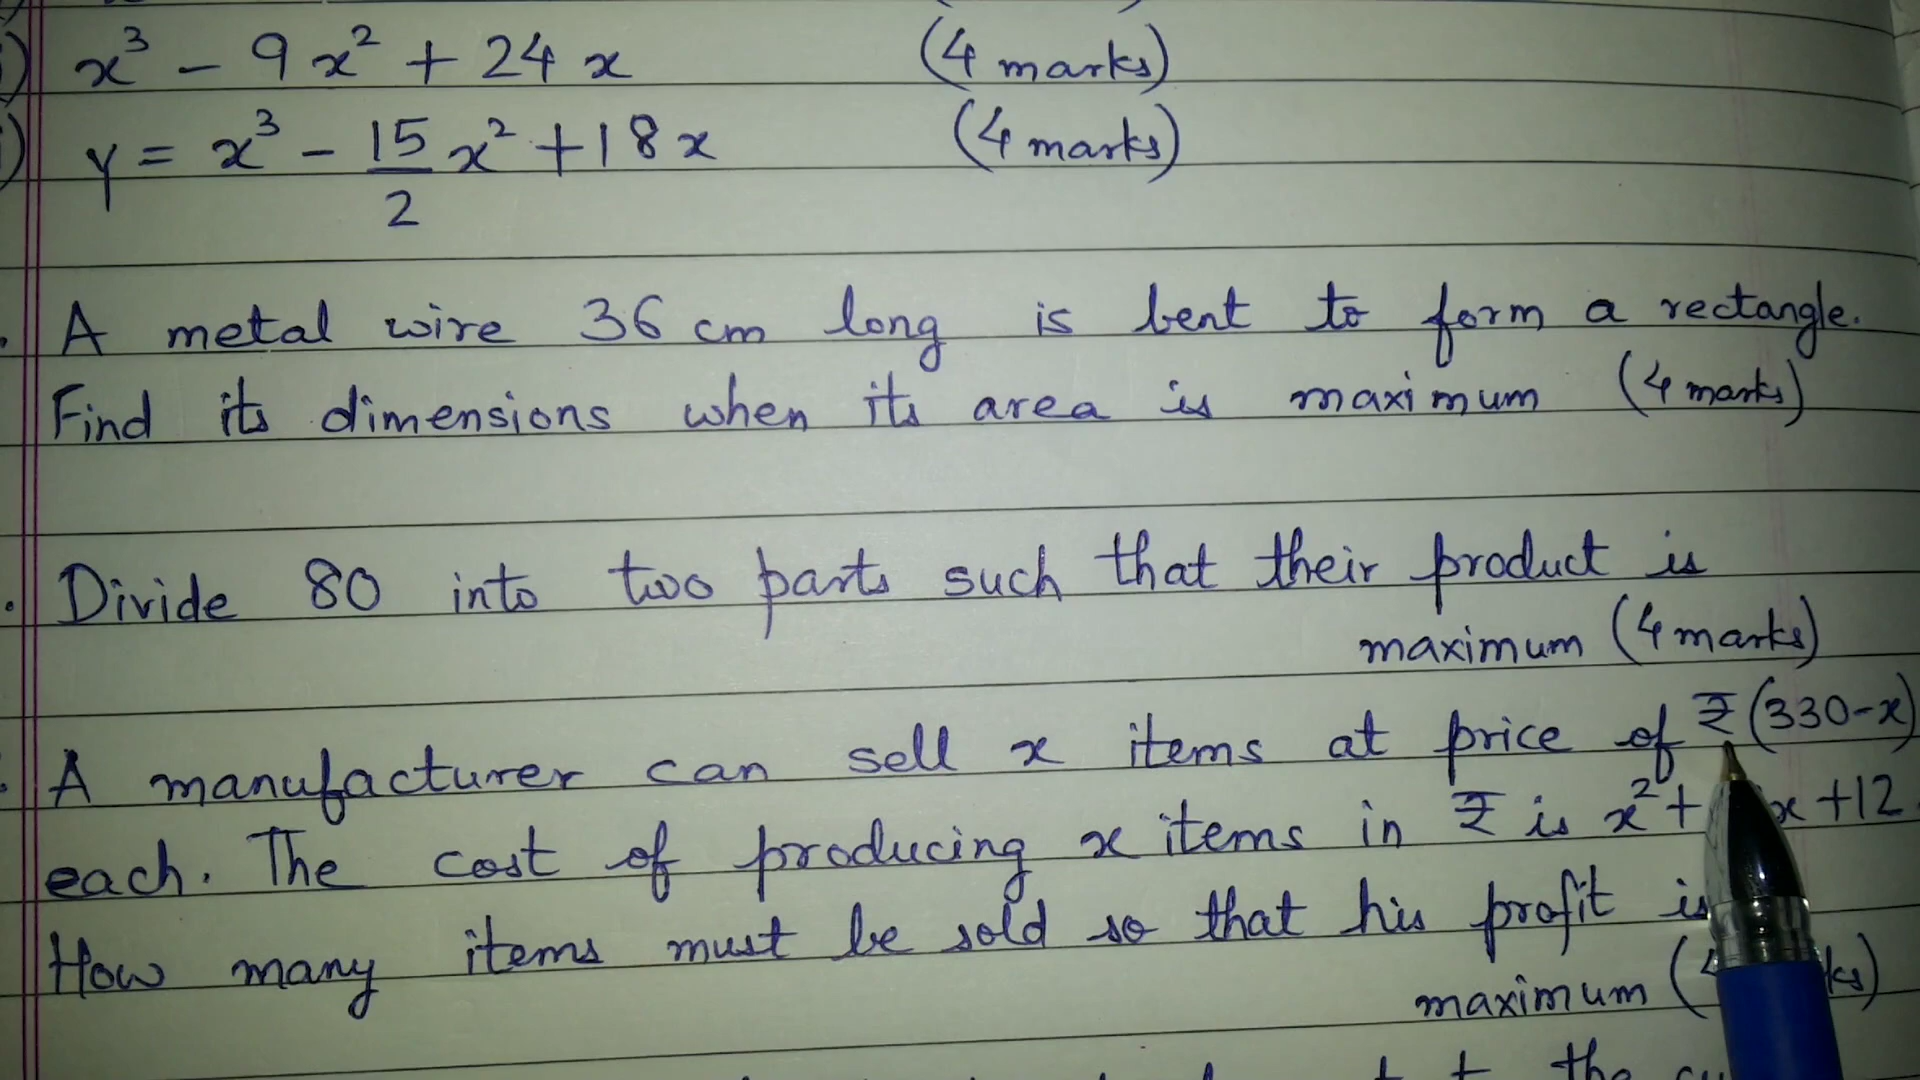 x³ - 9x² + 24x (4 marks)
y = x³ - 15/2 x² + 18x (4 marks)
. A metal wire 36 cm long is bent to form a rectangle.
Find its dimensions when its area is maximum (4 marks)
. Divide 80 into two parts such that their product is
maximum (4 marks)
. A manufacturer can sell x items at price of ₹(330-x)
each. The cost of producing x items in ₹ is x² + x + 12
How many items must be sold so that his profit is
maximum (
the